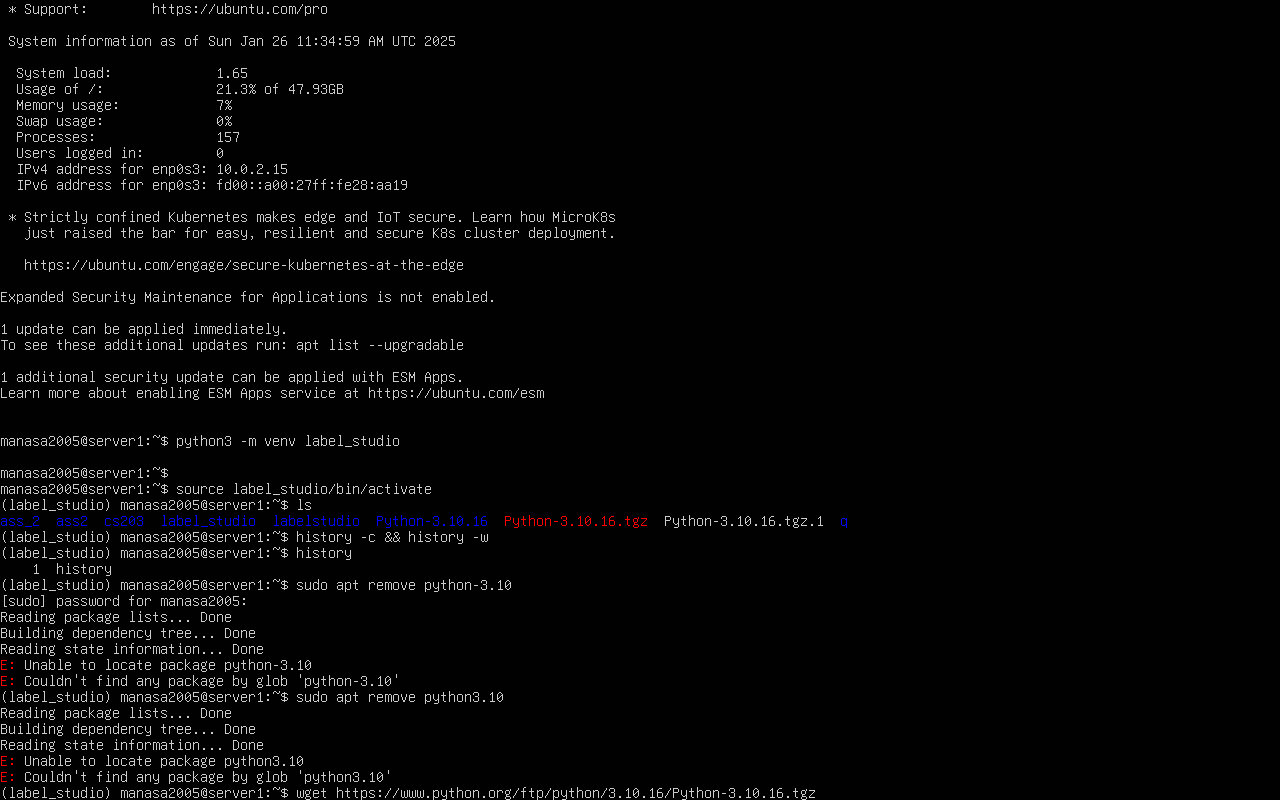 * Support:        https://ubuntu.com/pro
System information as of Sun Jan 26 11:34:59 AM UTC 2025
System load:             1.65
Usage of /:              21.3% of 47.93GB
Memory usage:            7%
Swap usage:              0%
Processes:               157
Users logged in:         0
IPv4 address for enp0s3: 10.0.2.15
IPv6 address for enp0s3: fd00::a00:27ff:fe28:aa19
* Strictly confined Kubernetes makes edge and IoT secure. Learn how MicroK8s
just raised the bar for easy, resilient and secure K8s cluster deployment.
https://ubuntu.com/engage/secure-kubernetes-at-the-edge
Expanded Security Maintenance for Applications is not enabled.
1 update can be applied immediately.
To see these additional updates run: apt list --upgradable
1 additional security update can be applied with ESM Apps.
Learn more about enabling ESM Apps service at https://ubuntu.com/esm
manasa2005@server1:~$ python3 -m venv label_studio
manasa2005@server1:~$
manasa2005@server1:~$ source label_studio/bin/activate
(label_studio) manasa2005@server1:~$ ls
ass_2  ass2  cs203  label_studio  labelstudio  Python-3.10.16  Python-3.10.16.tgz  Python-3.10.16.tgz.1  q
(label_studio) manasa2005@server1:~$ history -c && history -w
(label_studio) manasa2005@server1:~$ history
1  history
(label_studio) manasa2005@server1:~$ sudo apt remove python-3.10
[sudo] password for manasa2005:
Reading package lists... Done
Building dependency tree... Done
Reading state information... Done
E: Unable to locate package python-3.10
E: Couldn't find any package by glob 'python-3.10'
(label_studio) manasa2005@server1:~$ sudo apt remove python3.10
Reading package lists... Done
Building dependency tree... Done
Reading state information... Done
E: Unable to locate package python3.10
E: Couldn't find any package by glob 'python3.10'
(label_studio) manasa2005@server1:~$ wget https://www.python.org/ftp/python/3.10.16/Python-3.10.16.tgz